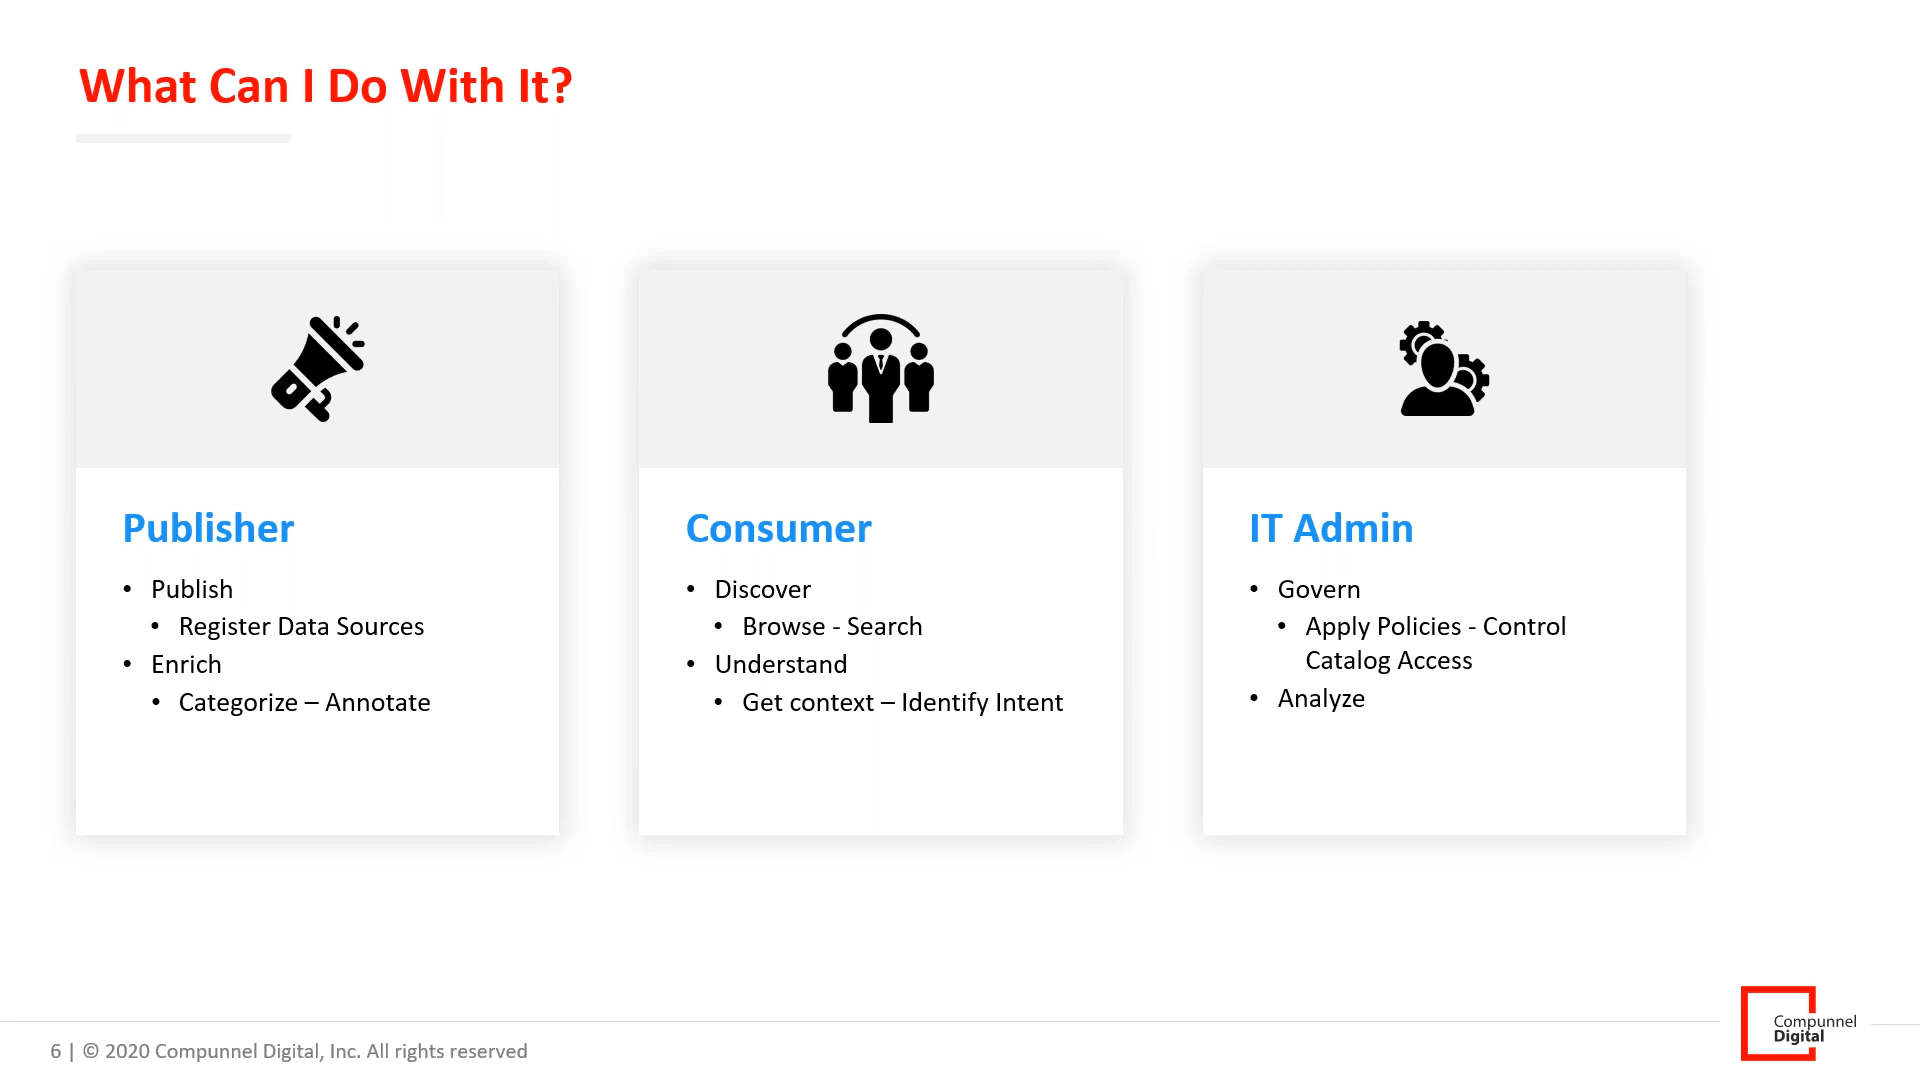 What Can I Do With It?
Publisher
• Publish
• Register Data Sources
• Enrich
• Categorize – Annotate
Consumer
• Discover
• Browse - Search
• Understand
• Get context – Identify Intent
IT Admin
• Govern
• Apply Policies - Control
Catalog Access
• Analyze
6 | © 2020 Compunnel Digital, Inc. All rights reserved
Compunnel
Digital